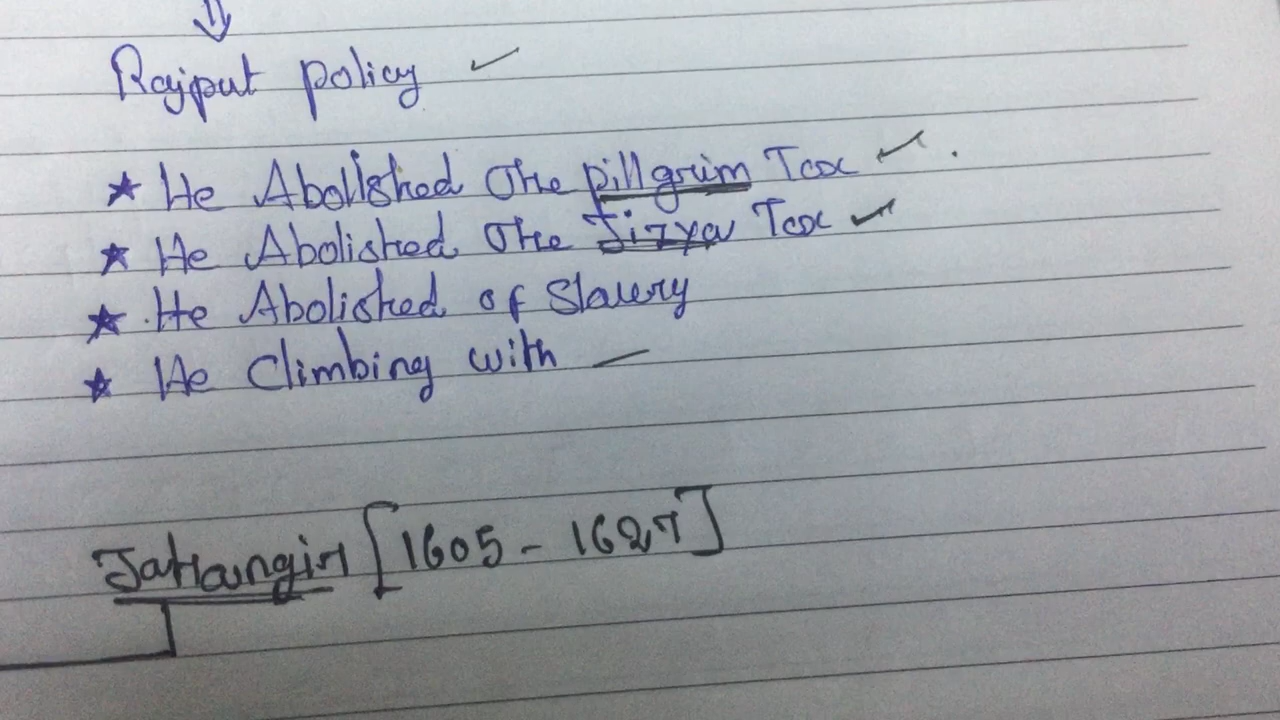 Rajput policy
He Abolished The pillgrim Tax
He Abolished The Jizya Tax
He Abolished of Slavery
He Climbing with —
JaHangir [1605 - 1627]